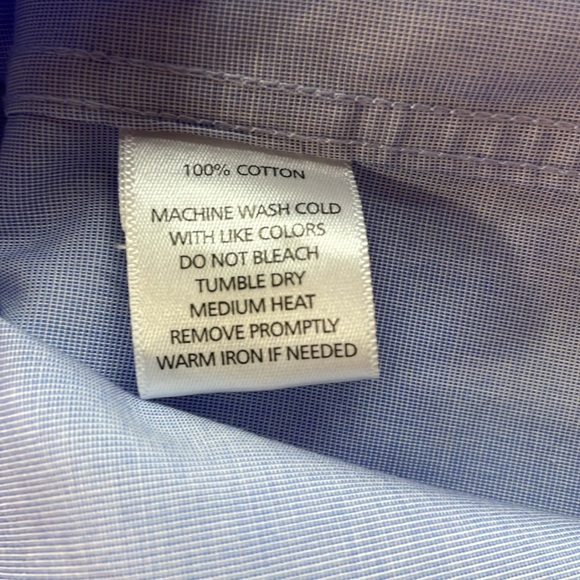 100% COTTON
MACHINE WASH COLD
WITH LIKE COLORS
DO NOT BLEACH
TUMBLE DRY
MEDIUM HEAT
REMOVE PROMPTLY
WARM IRON IF NEEDED